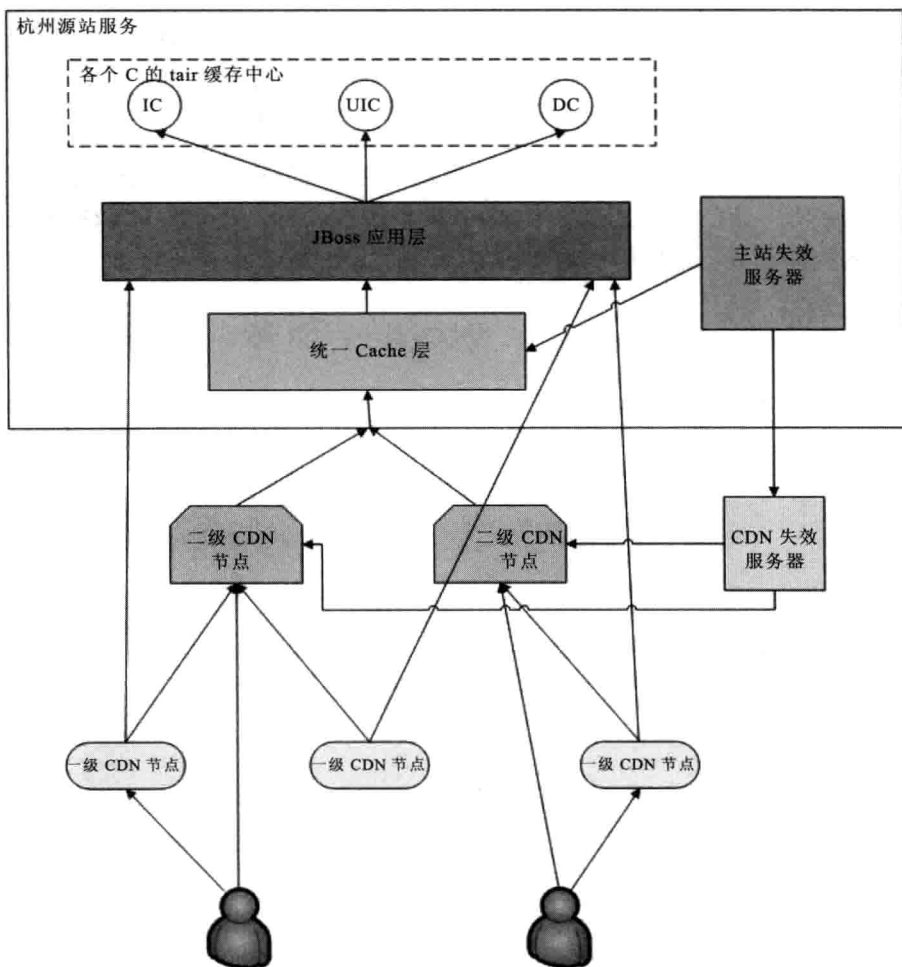 杭州源站服务
各个 C 的 tair 缓存中心
IC
UIC
DC
JBoss 应用层
主站失效
服务器
统一 Cache 层
二级 CDN
节点
二级 CDN
节点
CDN 失效
服务器
一级 CDN 节点
一级 CDN 节点
一级 CDN 节点